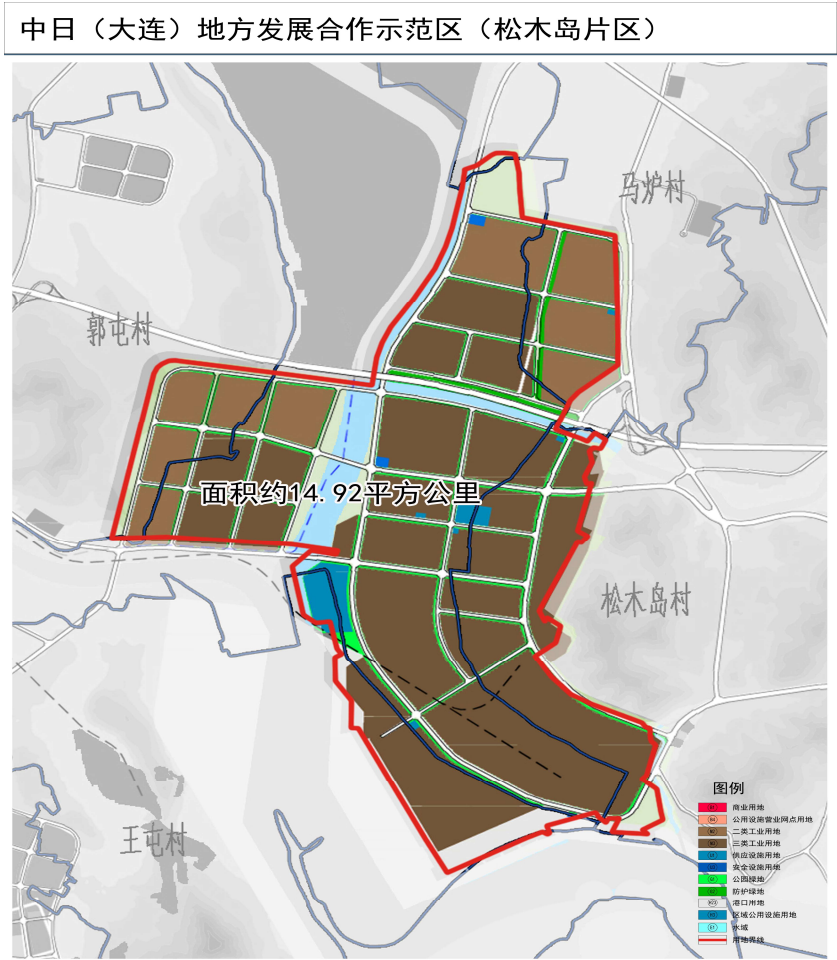 中日（大连）地方发展合作示范区（松木岛片区）
马炉村
郭屯村
面积约14.92平方公里
松木岛村
王屯村
图例
商业用地
公用设施营业网点用地
二类工业用地
三类工业用地
供应设施用地
安全设施用地
公园绿地
防护绿地
港口用地
区域公用设施用地
水域
用地界线